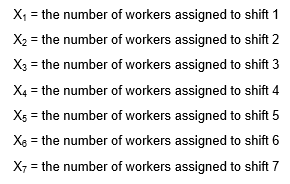 X₁ = the number of workers assigned to shift 1
X₂ = the number of workers assigned to shift 2
X₃ = the number of workers assigned to shift 3
X₄ = the number of workers assigned to shift 4
X₅ = the number of workers assigned to shift 5
X₆ = the number of workers assigned to shift 6
X₇ = the number of workers assigned to shift 7